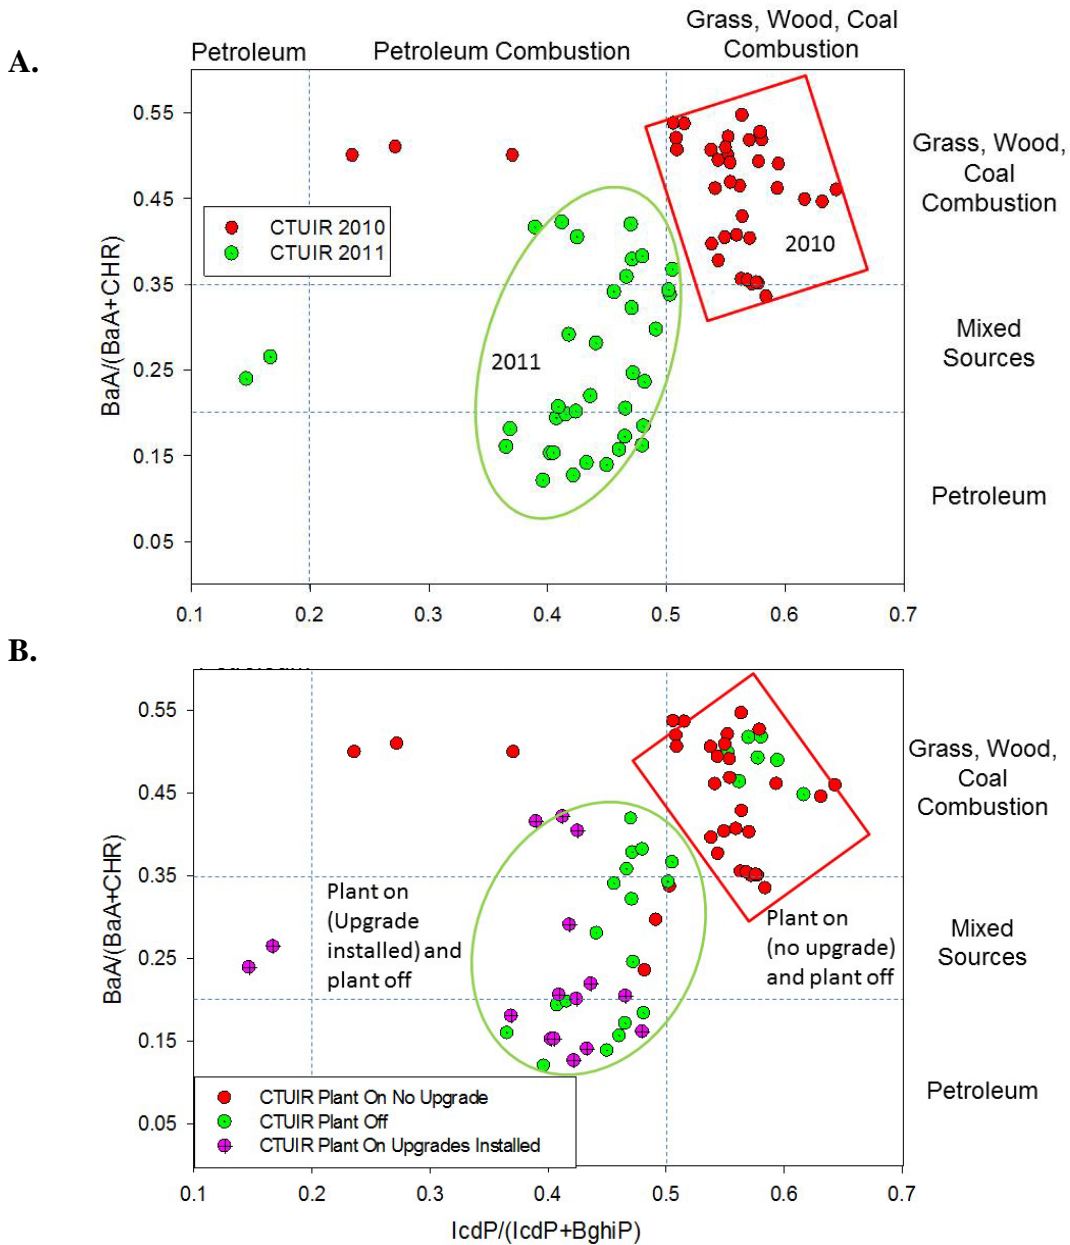 A.
Petroleum
Petroleum Combustion
Grass, Wood, Coal
Combustion
0.55
0.45
0.35
0.25
0.15
0.05
BaA/(BaA+CHR)
CTUIR 2010
CTUIR 2011
2010
2011
Grass, Wood,
Coal
Combustion
Mixed
Sources
Petroleum
0.1 0.2 0.3 0.4 0.5 0.6 0.7
B.
0.55
0.45
0.35
0.25
0.15
0.05
BaA/(BaA+CHR)
Plant on
(Upgrade
installed) and
plant off
Plant on
(no upgrade)
and plant off
Grass, Wood,
Coal
Combustion
Mixed
Sources
Petroleum
CTUIR Plant On No Upgrade
CTUIR Plant Off
CTUIR Plant On Upgrades Installed
0.1 0.2 0.3 0.4 0.5 0.6 0.7
IcdP/(IcdP+BghiP)